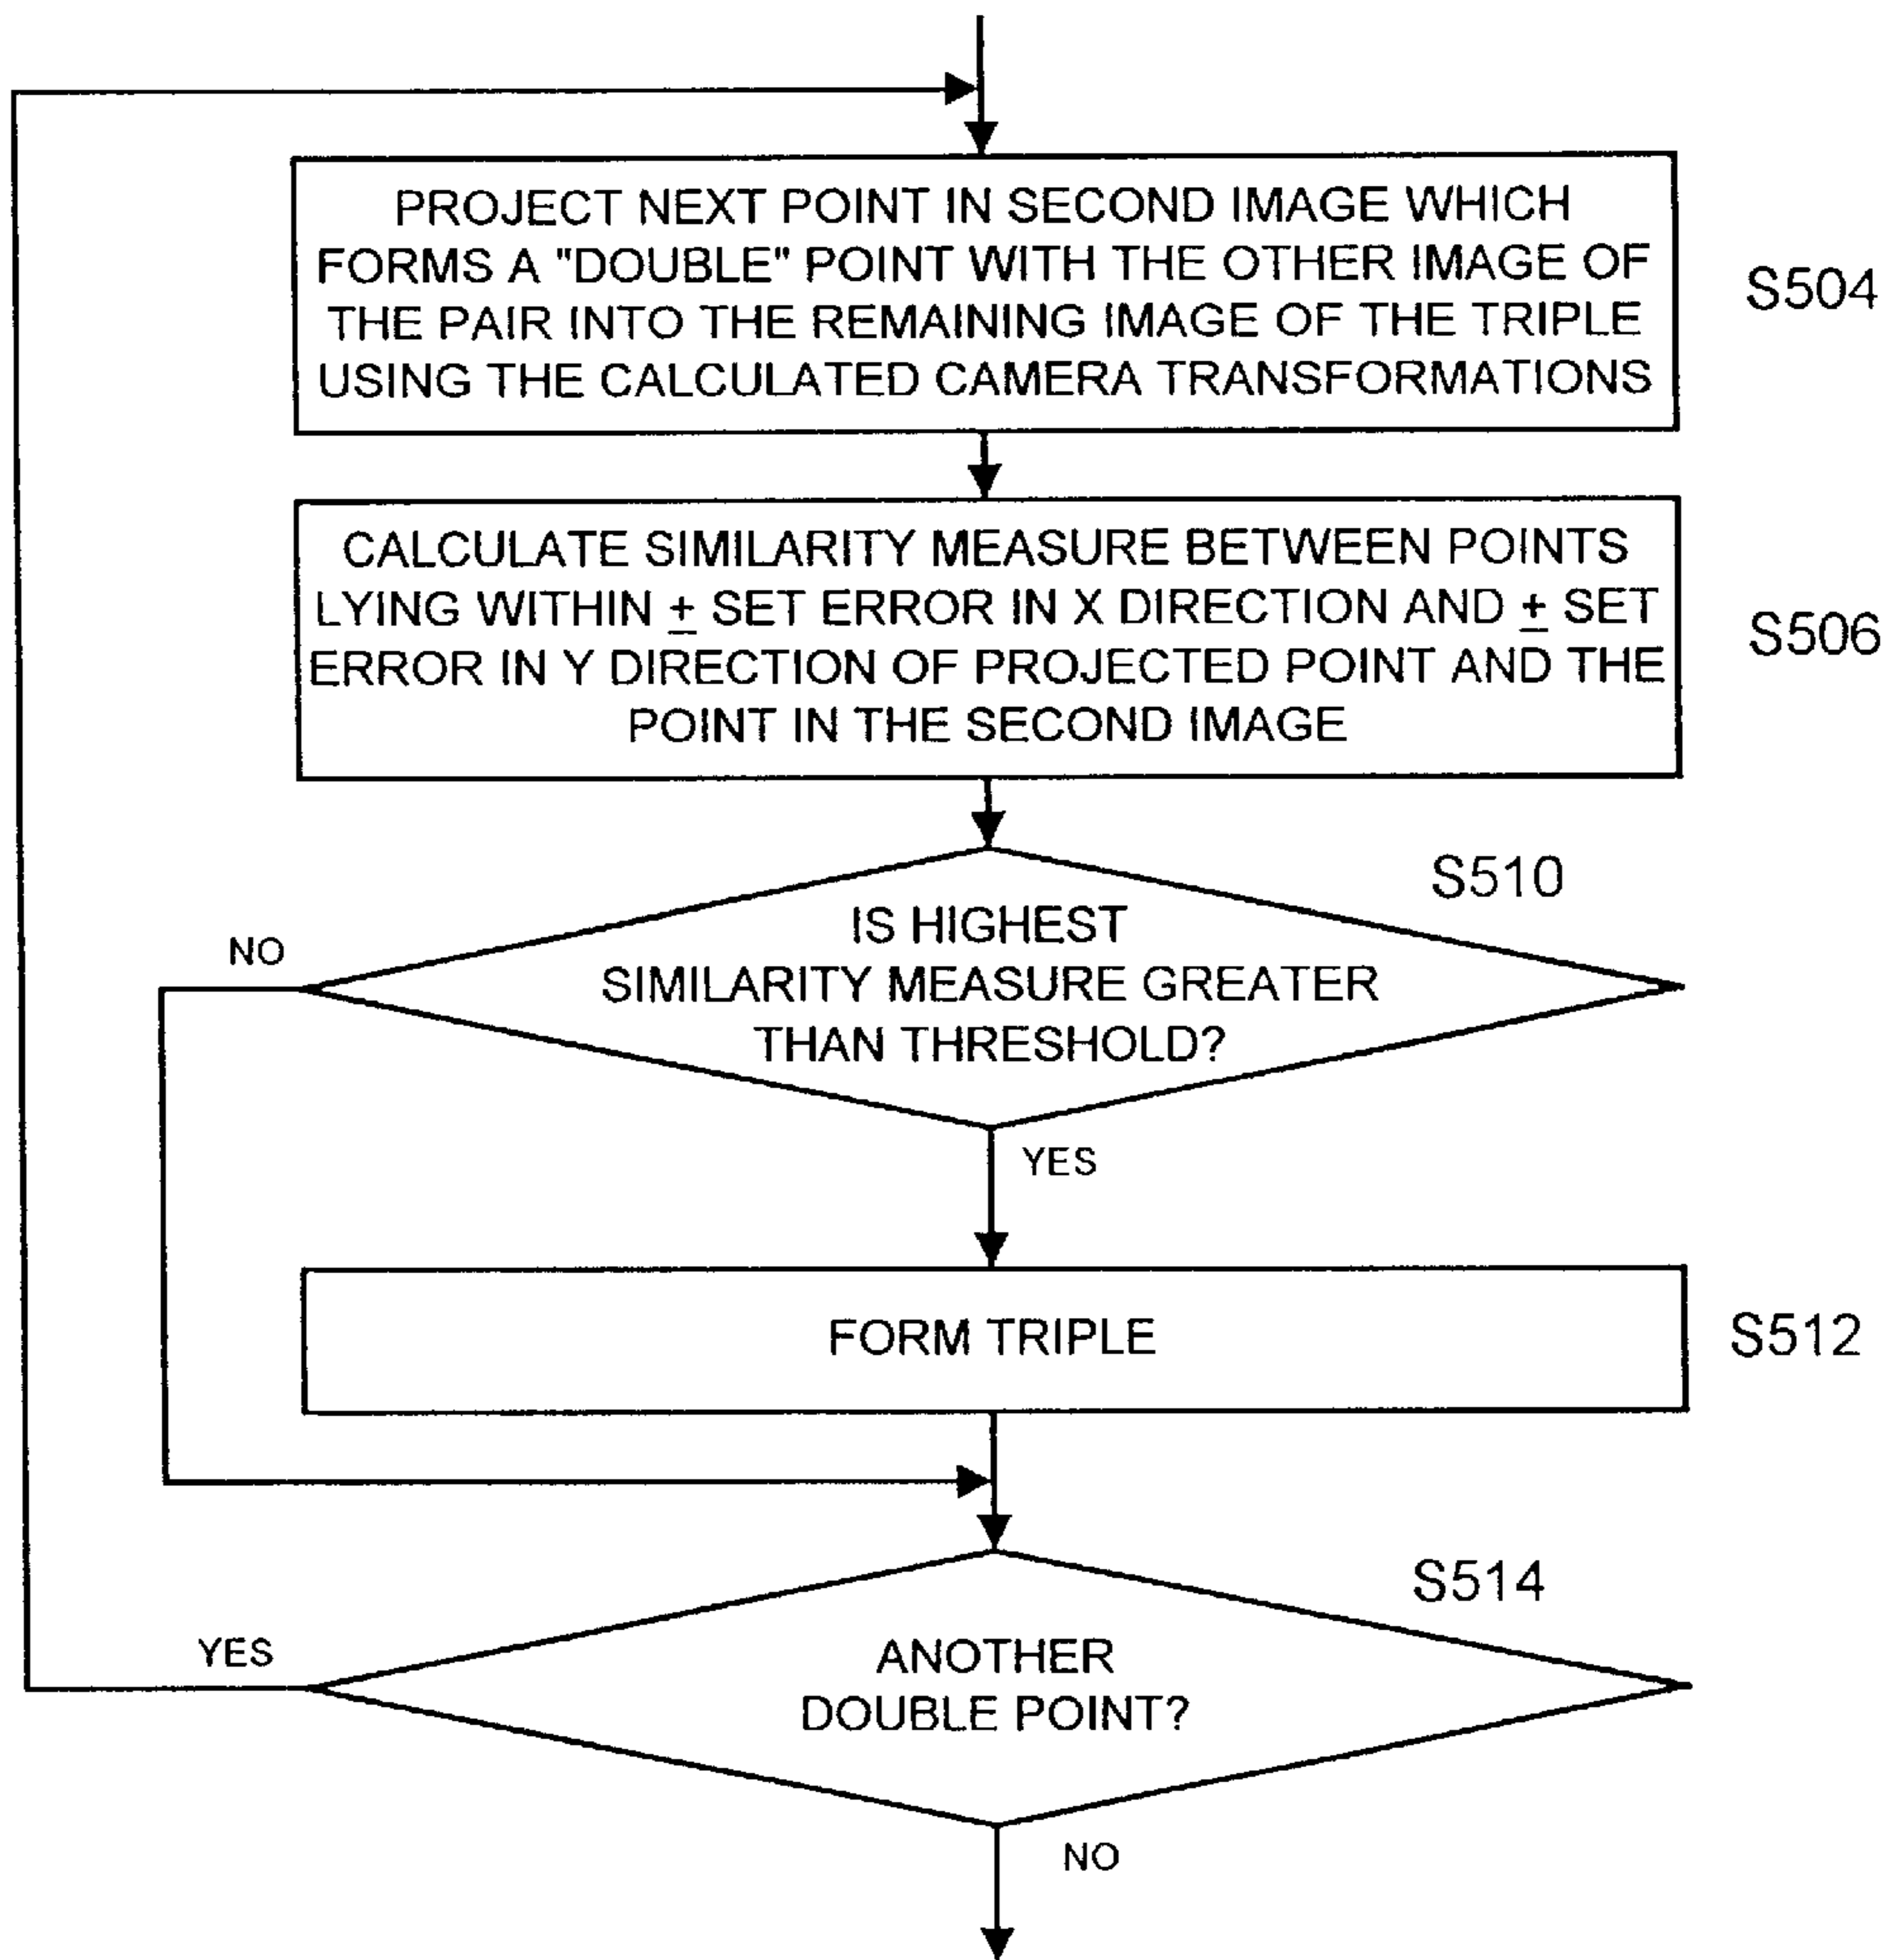 PROJECT NEXT POINT IN SECOND IMAGE WHICH
FORMS A "DOUBLE" POINT WITH THE OTHER IMAGE OF
THE PAIR INTO THE REMAINING IMAGE OF THE TRIPLE
USING THE CALCULATED CAMERA TRANSFORMATIONS
S504
CALCULATE SIMILARITY MEASURE BETWEEN POINTS
LYING WITHIN ± SET ERROR IN X DIRECTION AND ± SET
ERROR IN Y DIRECTION OF PROJECTED POINT AND THE
POINT IN THE SECOND IMAGE
S506
S510
IS HIGHEST
SIMILARITY MEASURE GREATER
THAN THRESHOLD?
NO
YES
FORM TRIPLE
S512
S514
ANOTHER
DOUBLE POINT?
YES
NO